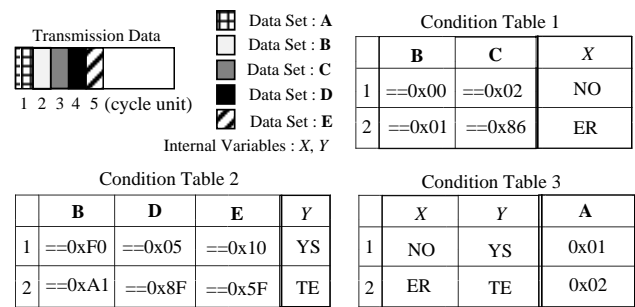 Transmission Data
1 2 3 4 5 (cycle unit)
Data Set : A
Data Set : B
Data Set : C
Data Set : D
Data Set : E
Internal Variables : X, Y
Condition Table 1
B C X
1 ==0x00 ==0x02 NO
2 ==0x01 ==0x86 ER
Condition Table 2
B D E Y
1 ==0xF0 ==0x05 ==0x10 YS
2 ==0xA1 ==0x8F ==0x5F TE
Condition Table 3
X Y A
1 NO YS 0x01
2 ER TE 0x02